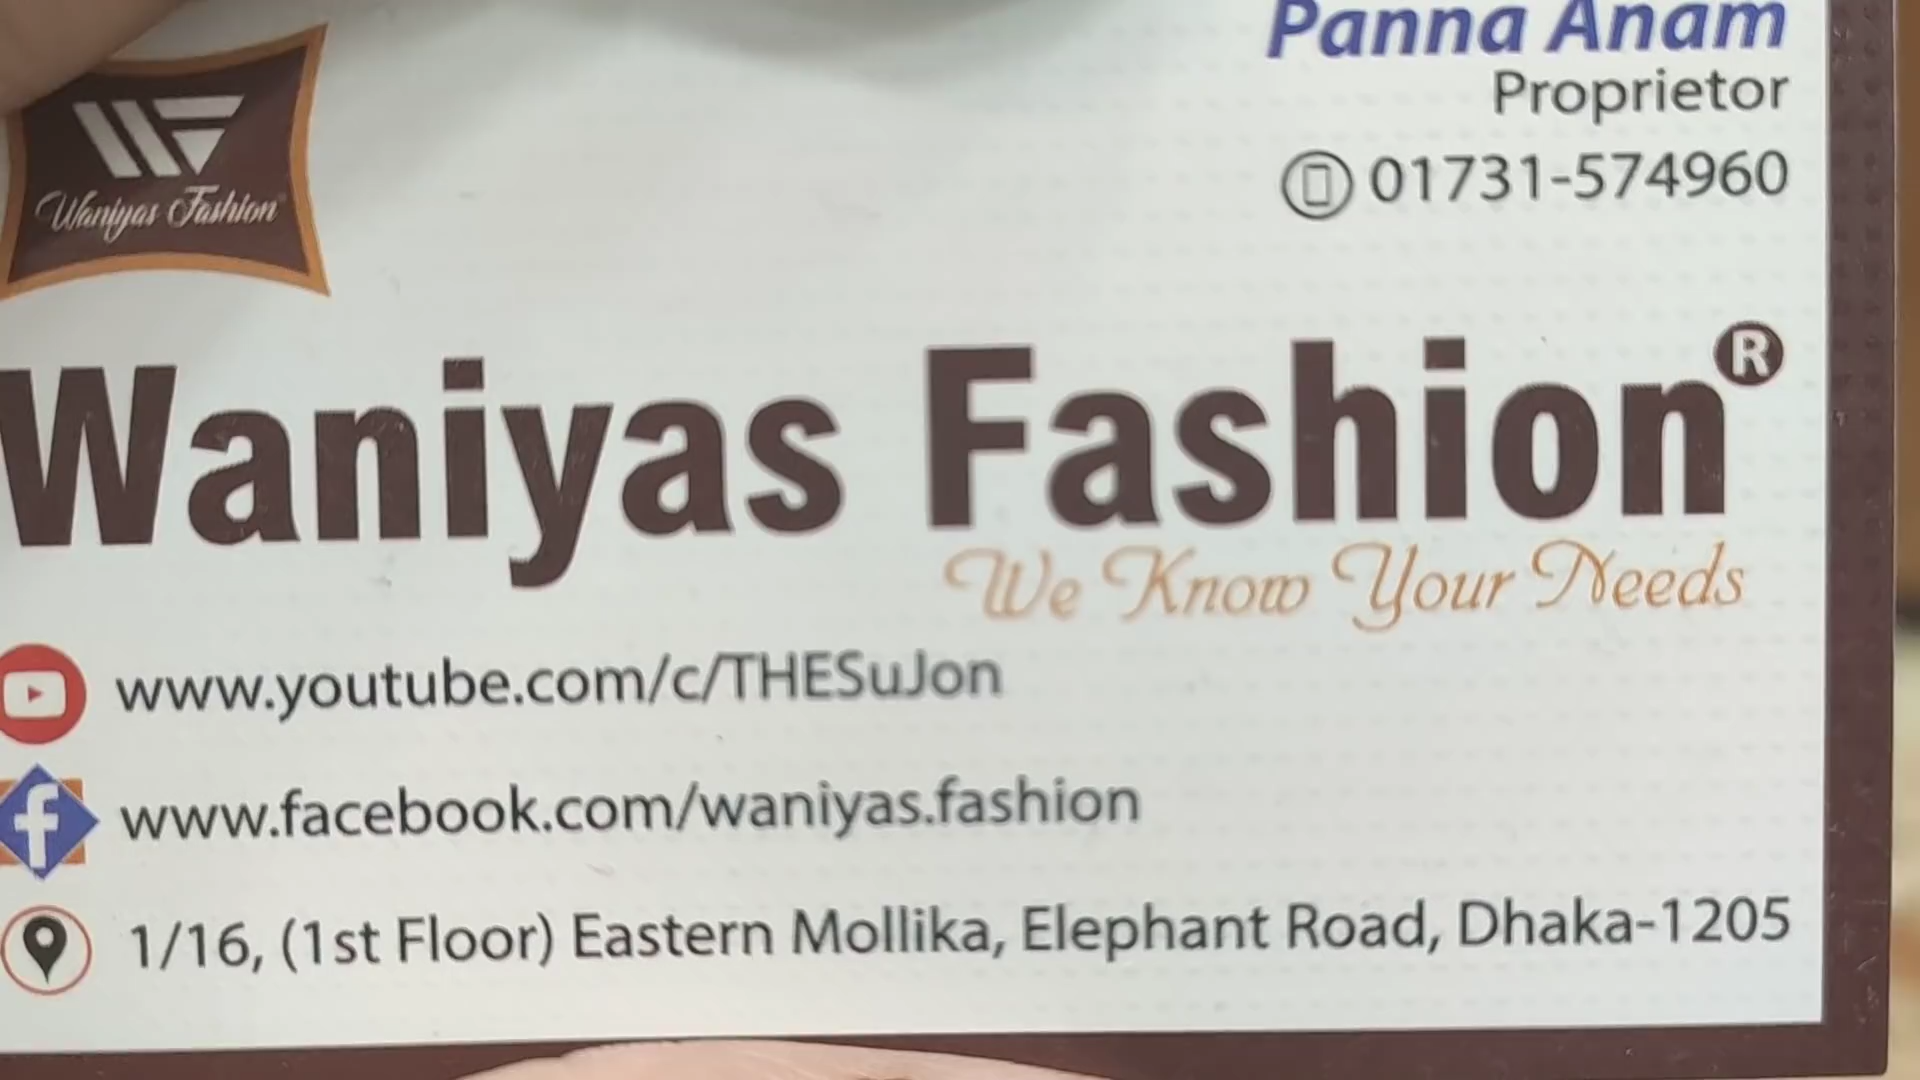 Panna Anam
Proprietor
01731-574960
WF
Waniyas Fashion
Waniyas Fashion®
We Know Your Needs
www.youtube.com/c/THESuJon
www.facebook.com/waniyas.fashion
1/16, (1st Floor) Eastern Mollika, Elephant Road, Dhaka-1205